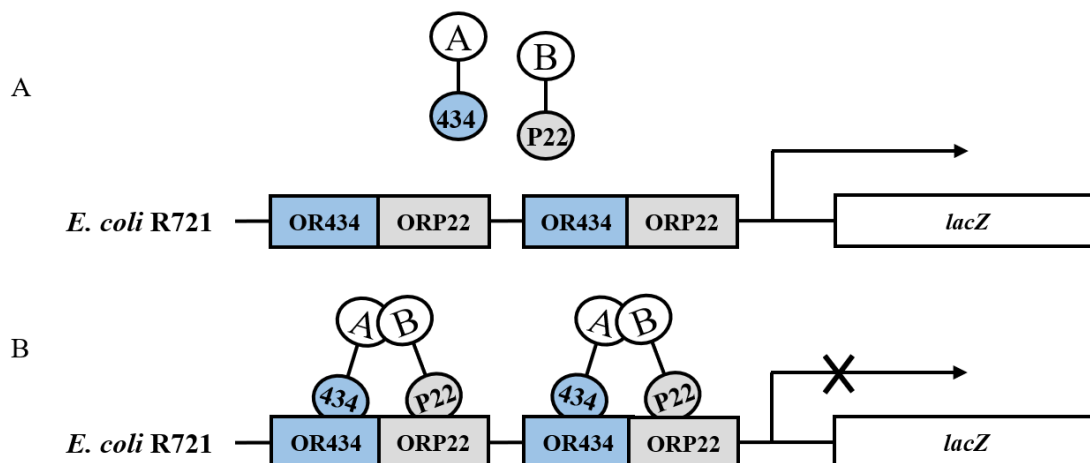 A
A
B
434
P22
E. coli R721
OR434
ORP22
OR434
ORP22
lacZ
B
A
B
A
B
434
P22
434
P22
E. coli R721
OR434
ORP22
OR434
ORP22
lacZ